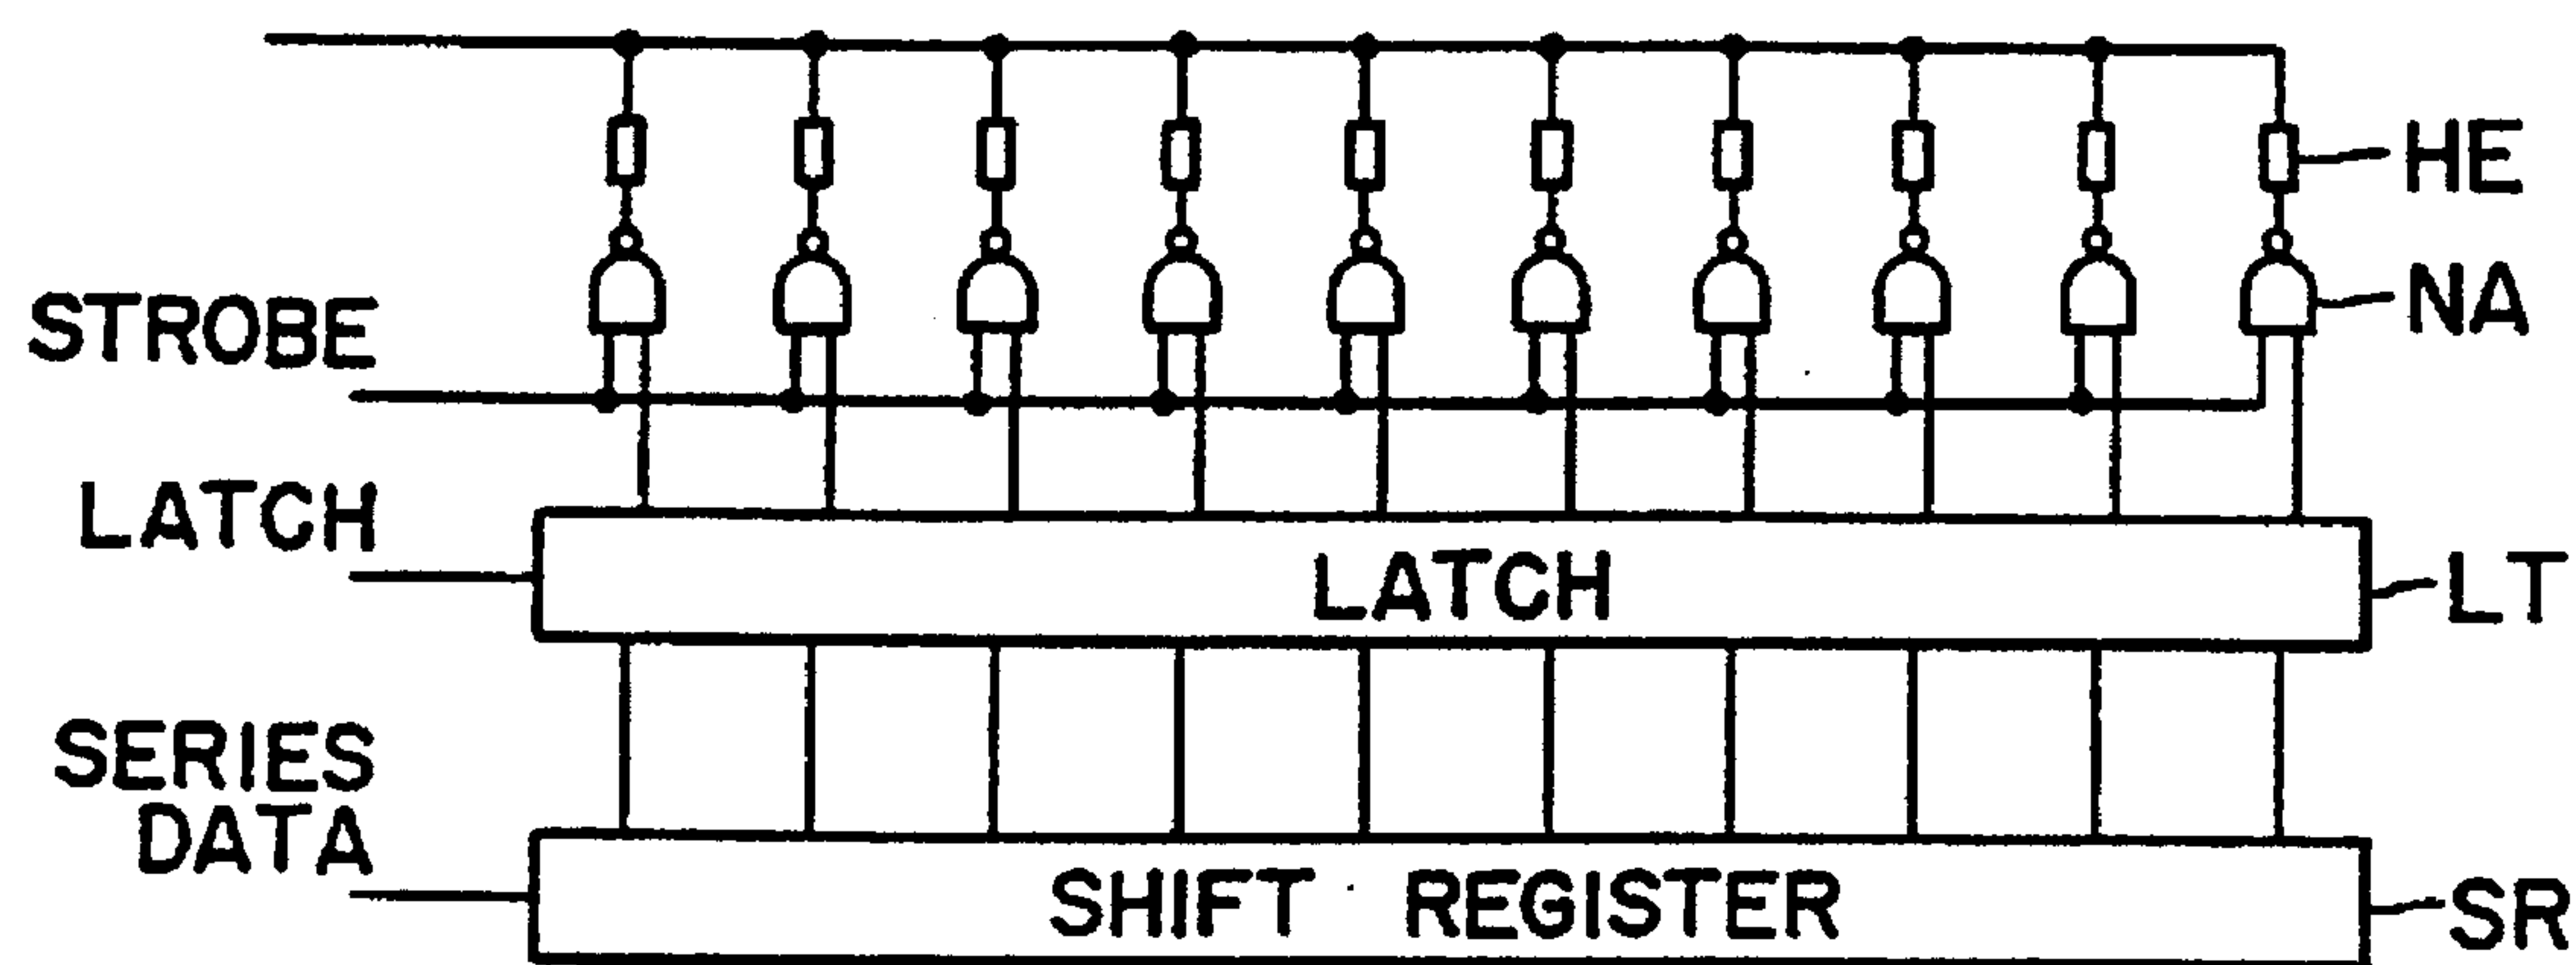 HE
NA
STROBE
LATCH
LATCH
LT
SERIES
DATA
SHIFT REGISTER
SR